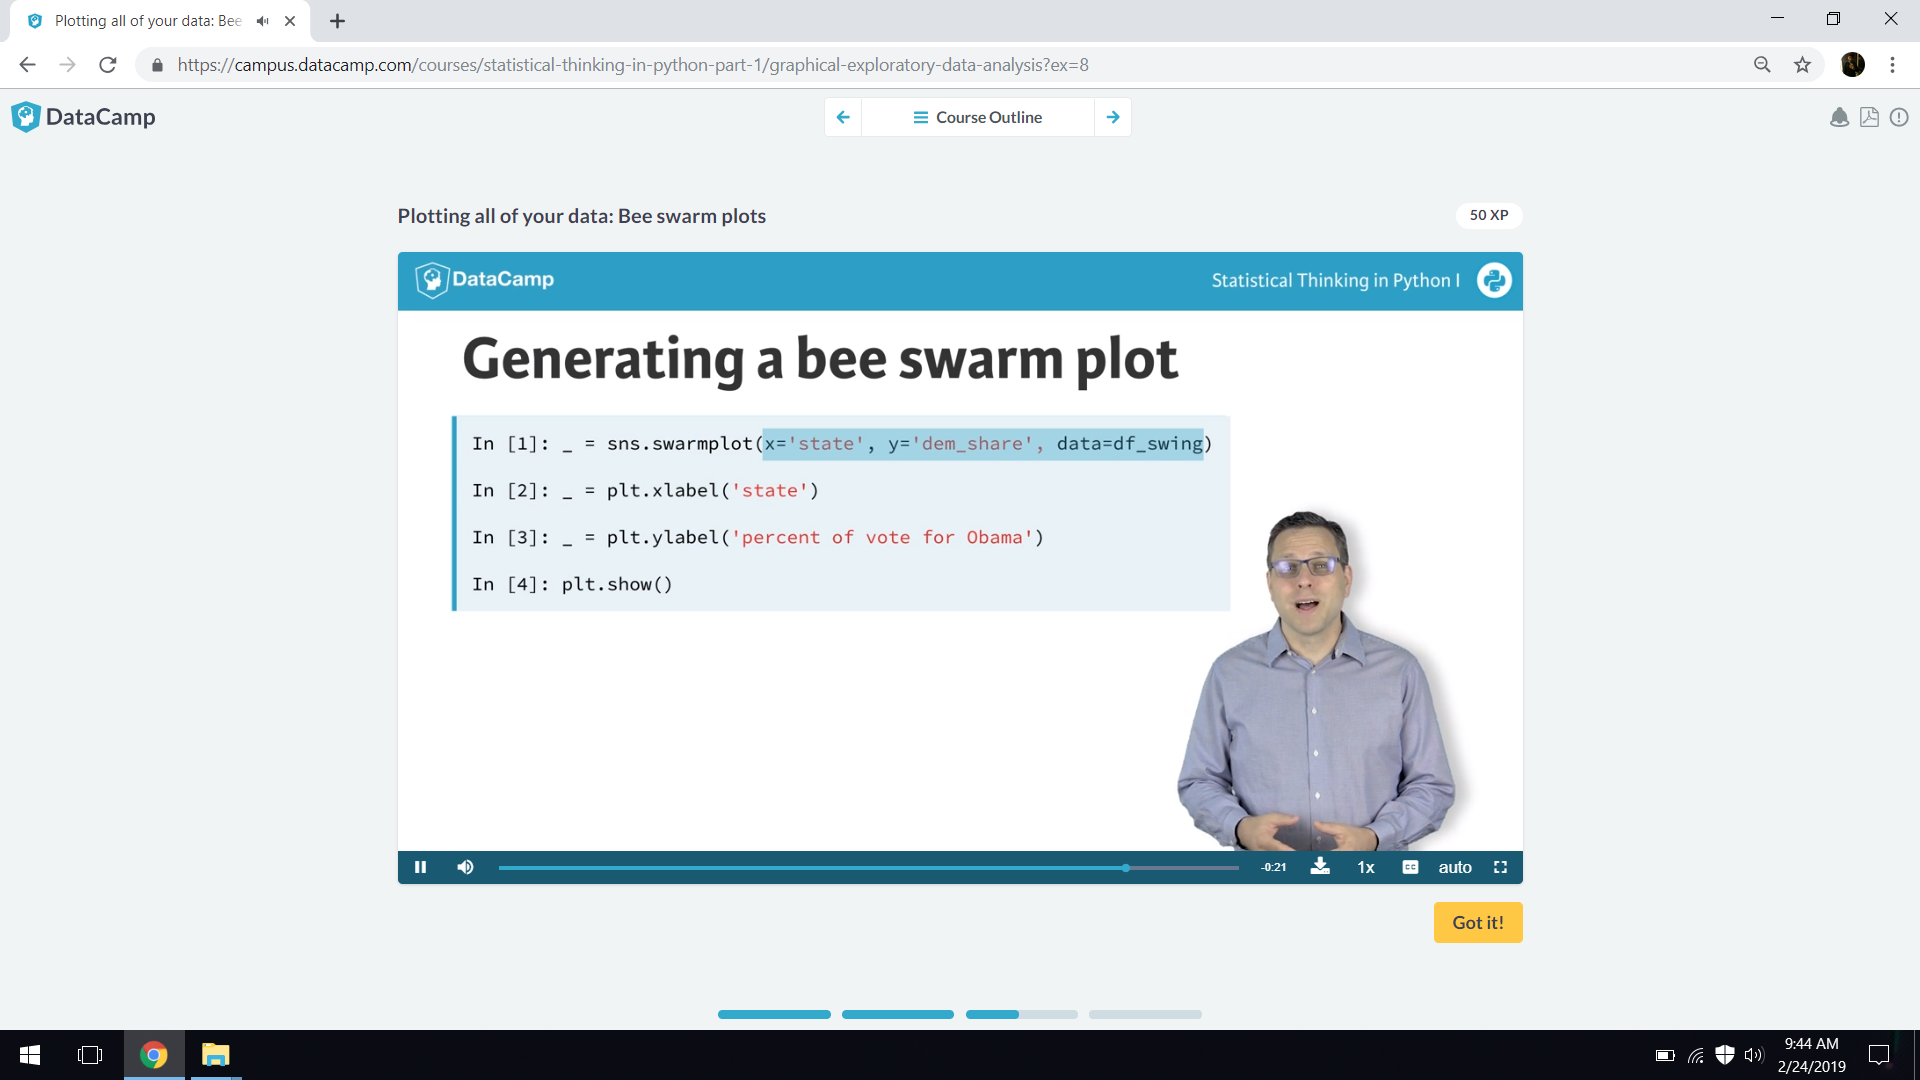 Plotting all of your data: Bee
https://campus.datacamp.com/courses/statistical-thinking-in-python-part-1/graphical-exploratory-data-analysis?ex=8
DataCamp
Course Outline
Plotting all of your data: Bee swarm plots
50 XP
DataCamp
Statistical Thinking in Python I
Generating a bee swarm plot
In [1]: _ = sns.swarmplot(x='state', y='dem_share', data=df_swing)
In [2]: _ = plt.xlabel('state')
In [3]: _ = plt.ylabel('percent of vote for Obama')
In [4]: plt.show()
-0:21
1x
CC
auto
Got it!
9:44 AM
2/24/2019